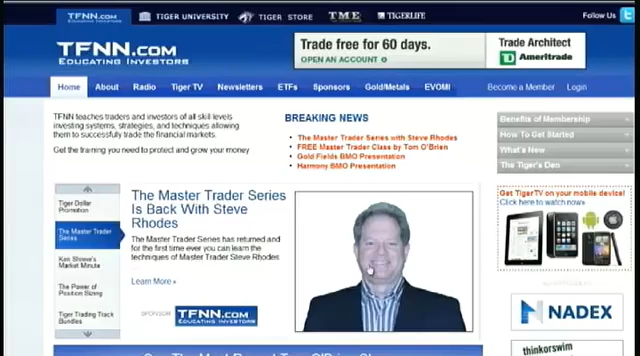 TFNN.COM
TIGER UNIVERSITY
TIGER STORE
TME
TIGERLIFE
Follow Us
TFNN.COM
EDUCATING INVESTORS
Trade free for 60 days.
OPEN AN ACCOUNT
Trade Architect
TD Ameritrade
Home About Radio Tiger TV Newsletters ETFs Sponsors Gold/Metals EVOMI Become a Member Login
TFNN teaches traders and investors of all skill levels
investing systems, strategies, and techniques allowing
them to successfully trade the financial markets.
Get the training you need to protect and grow your money
BREAKING NEWS
The Master Trader Series with Steve Rhodes
FREE Master Trader Class by Tom O'Brien
Gold Fields BMO Presentation
Harmony BMO Presentation
Benefits of Membership
How To Get Started
What's New
The Tiger's Den
Tiger Dollar
Promotion
The Master Trader
Series
Ken Shreve's
Market Minute
The Power of
Position Sizing
Tiger Trading Track
Bundles
The Master Trader Series
Is Back With Steve
Rhodes
The Master Trader Series has returned and
for the first time ever you can learn the
techniques of Master Trader Steve Rhodes
Learn More »
SPONSOR
TFNN.COM
EDUCATING INVESTORS
Get TigerTV on your mobile device!
Click here to watch now»
NADEX
thinkorswim